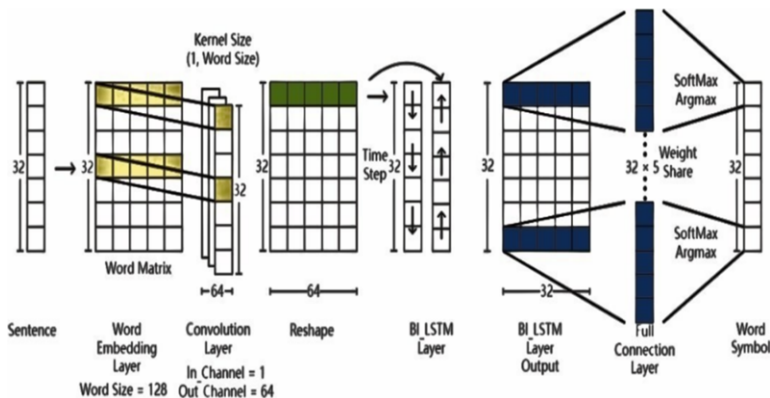 Kernel Size
(1, Word Size)
32
32
32
32
Time
Step
32
32
SoftMax
Argmax
Weight
32 × 5
Share
SoftMax
Argmax
32
Word Matrix
64
64
32
Sentence
Word
Embedding
Layer
Word Size = 128
Convolution
Layer
In_Channel = 1
Out Channel = 64
Reshape
BI_LSTM
Layer
BI_LSTM
Layer
Output
Full
Connection
Layer
Word
Symbol